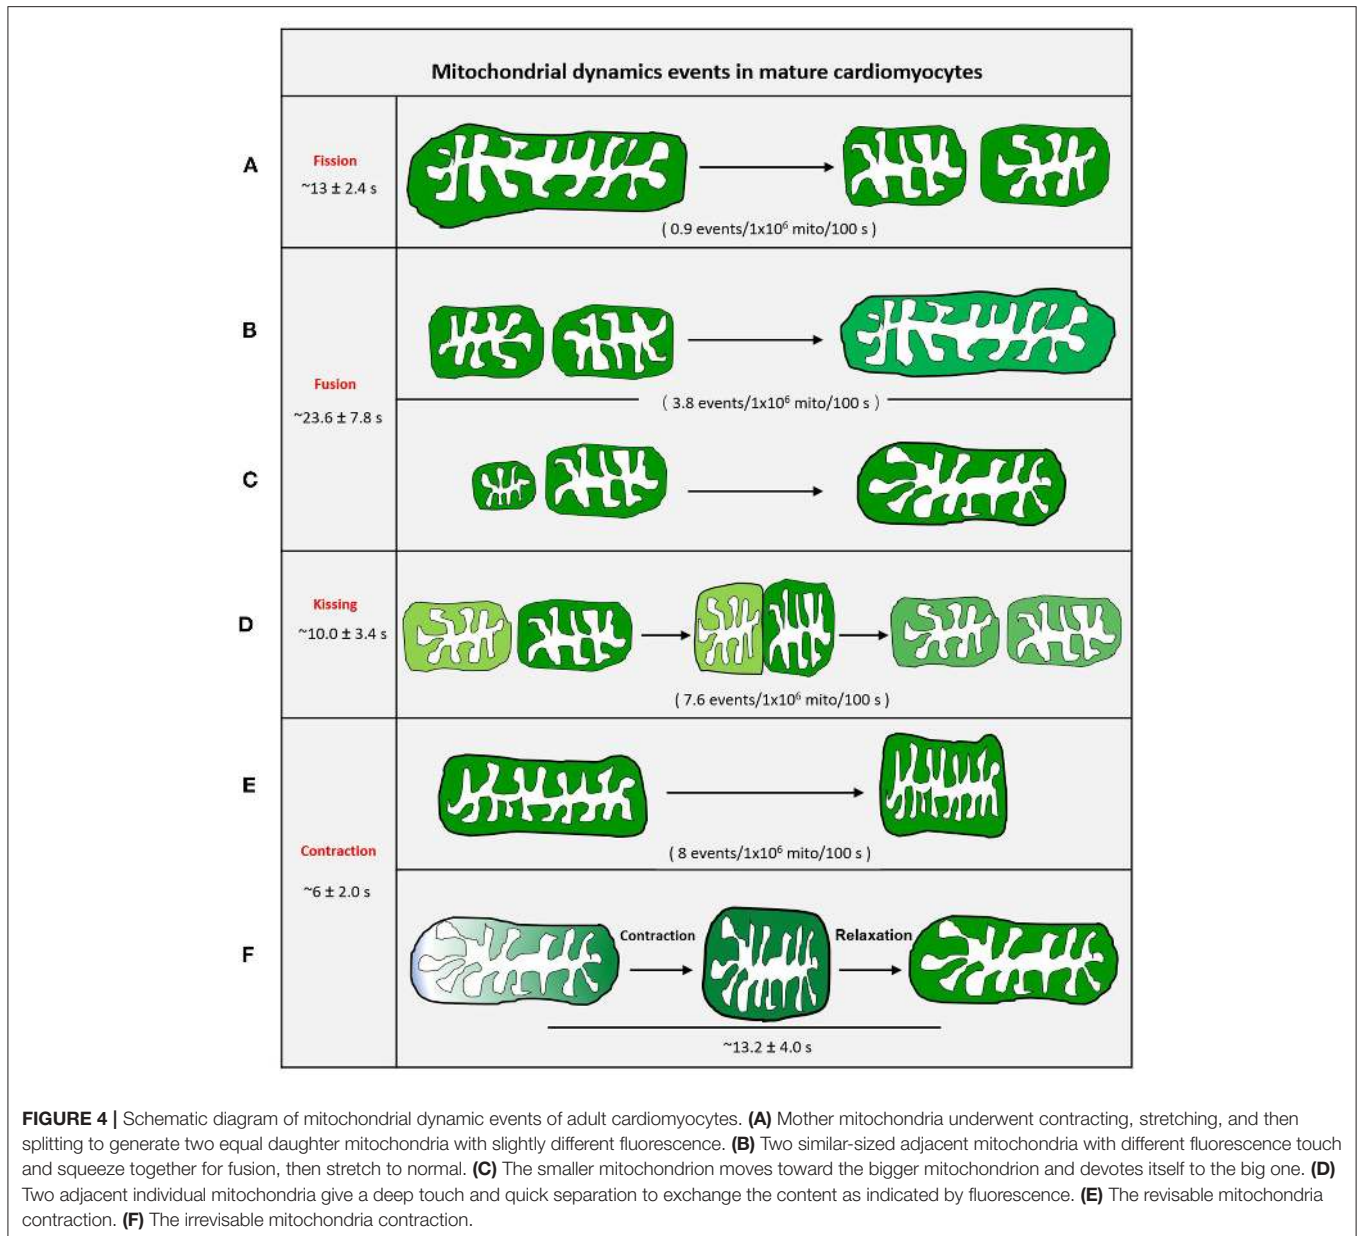 Mitochondrial dynamics events in mature cardiomyocytes
A
Fission
~13 ± 2.4 s
( 0.9 events/1x10⁶ mito/100 s )
B
Fusion
~23.6 ± 7.8 s
( 3.8 events/1x10⁶ mito/100 s )
C
D
Kissing
~10.0 ± 3.4 s
( 7.6 events/1x10⁶ mito/100 s )
E
Contraction
~6 ± 2.0 s
( 8 events/1x10⁶ mito/100 s )
F
Contraction
Relaxation
~13.2 ± 4.0 s
FIGURE 4 | Schematic diagram of mitochondrial dynamic events of adult cardiomyocytes. (A) Mother mitochondria underwent contracting, stretching, and then
splitting to generate two equal daughter mitochondria with slightly different fluorescence. (B) Two similar-sized adjacent mitochondria with different fluorescence touch
and squeeze together for fusion, then stretch to normal. (C) The smaller mitochondrion moves toward the bigger mitochondrion and devotes itself to the big one. (D)
Two adjacent individual mitochondria give a deep touch and quick separation to exchange the content as indicated by fluorescence. (E) The revisable mitochondria
contraction. (F) The irrevisable mitochondria contraction.